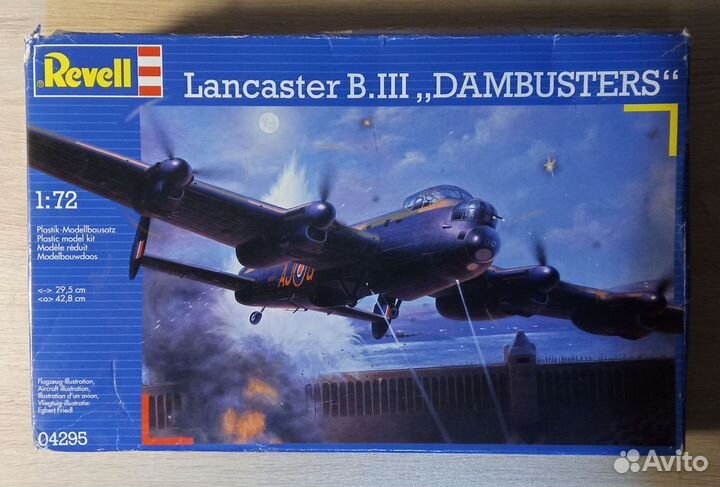 Revell
Lancaster B.III „DAMBUSTERS“
1:72
Plastik-Modellbausatz
Plastic model kit
Modèle réduit
Modelbouwdoos
<-> 29,5 cm
<o> 42,8 cm
AJ G
Flugzeug-Illustration,
Aircraft illustration,
Illustration d'un avion,
Vliegtuig-illustratie:
Egbert Friedl
04295
Avito